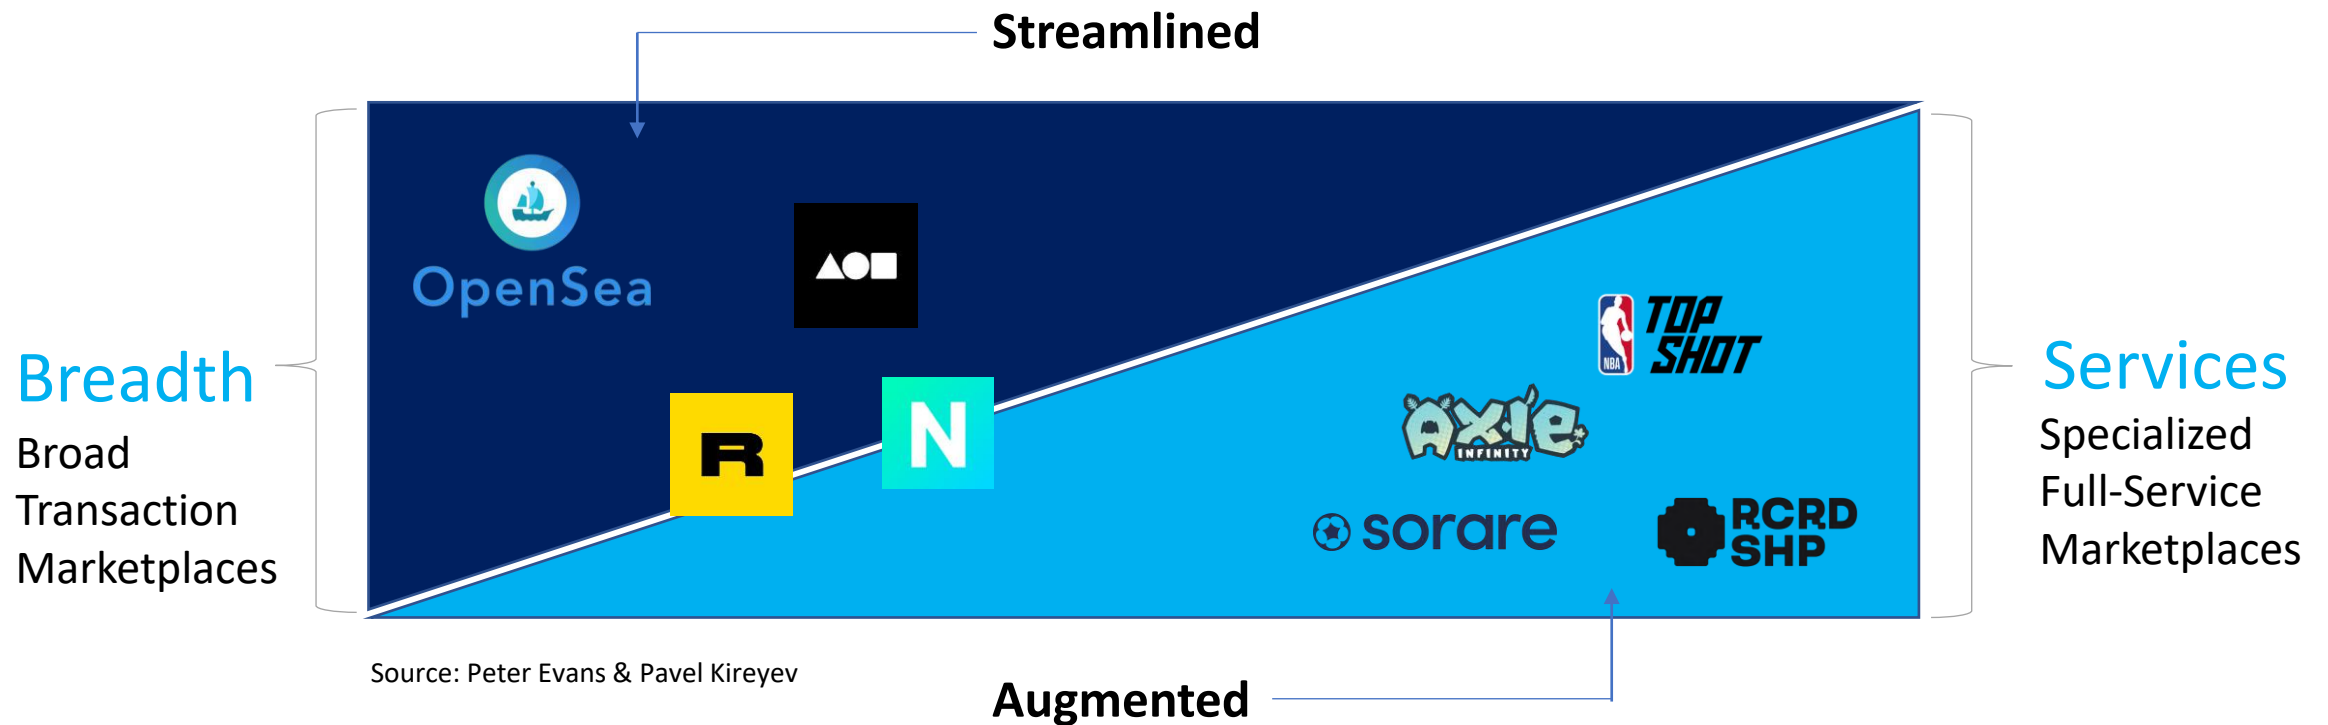 Streamlined
OpenSea
Breadth
Broad
Transaction
Marketplaces
R
N
NBA
TOP
SHOT
Axie
INFINITY
sorare
RCRD
SHP
Services
Specialized
Full-Service
Marketplaces
Source: Peter Evans & Pavel Kireyev
Augmented